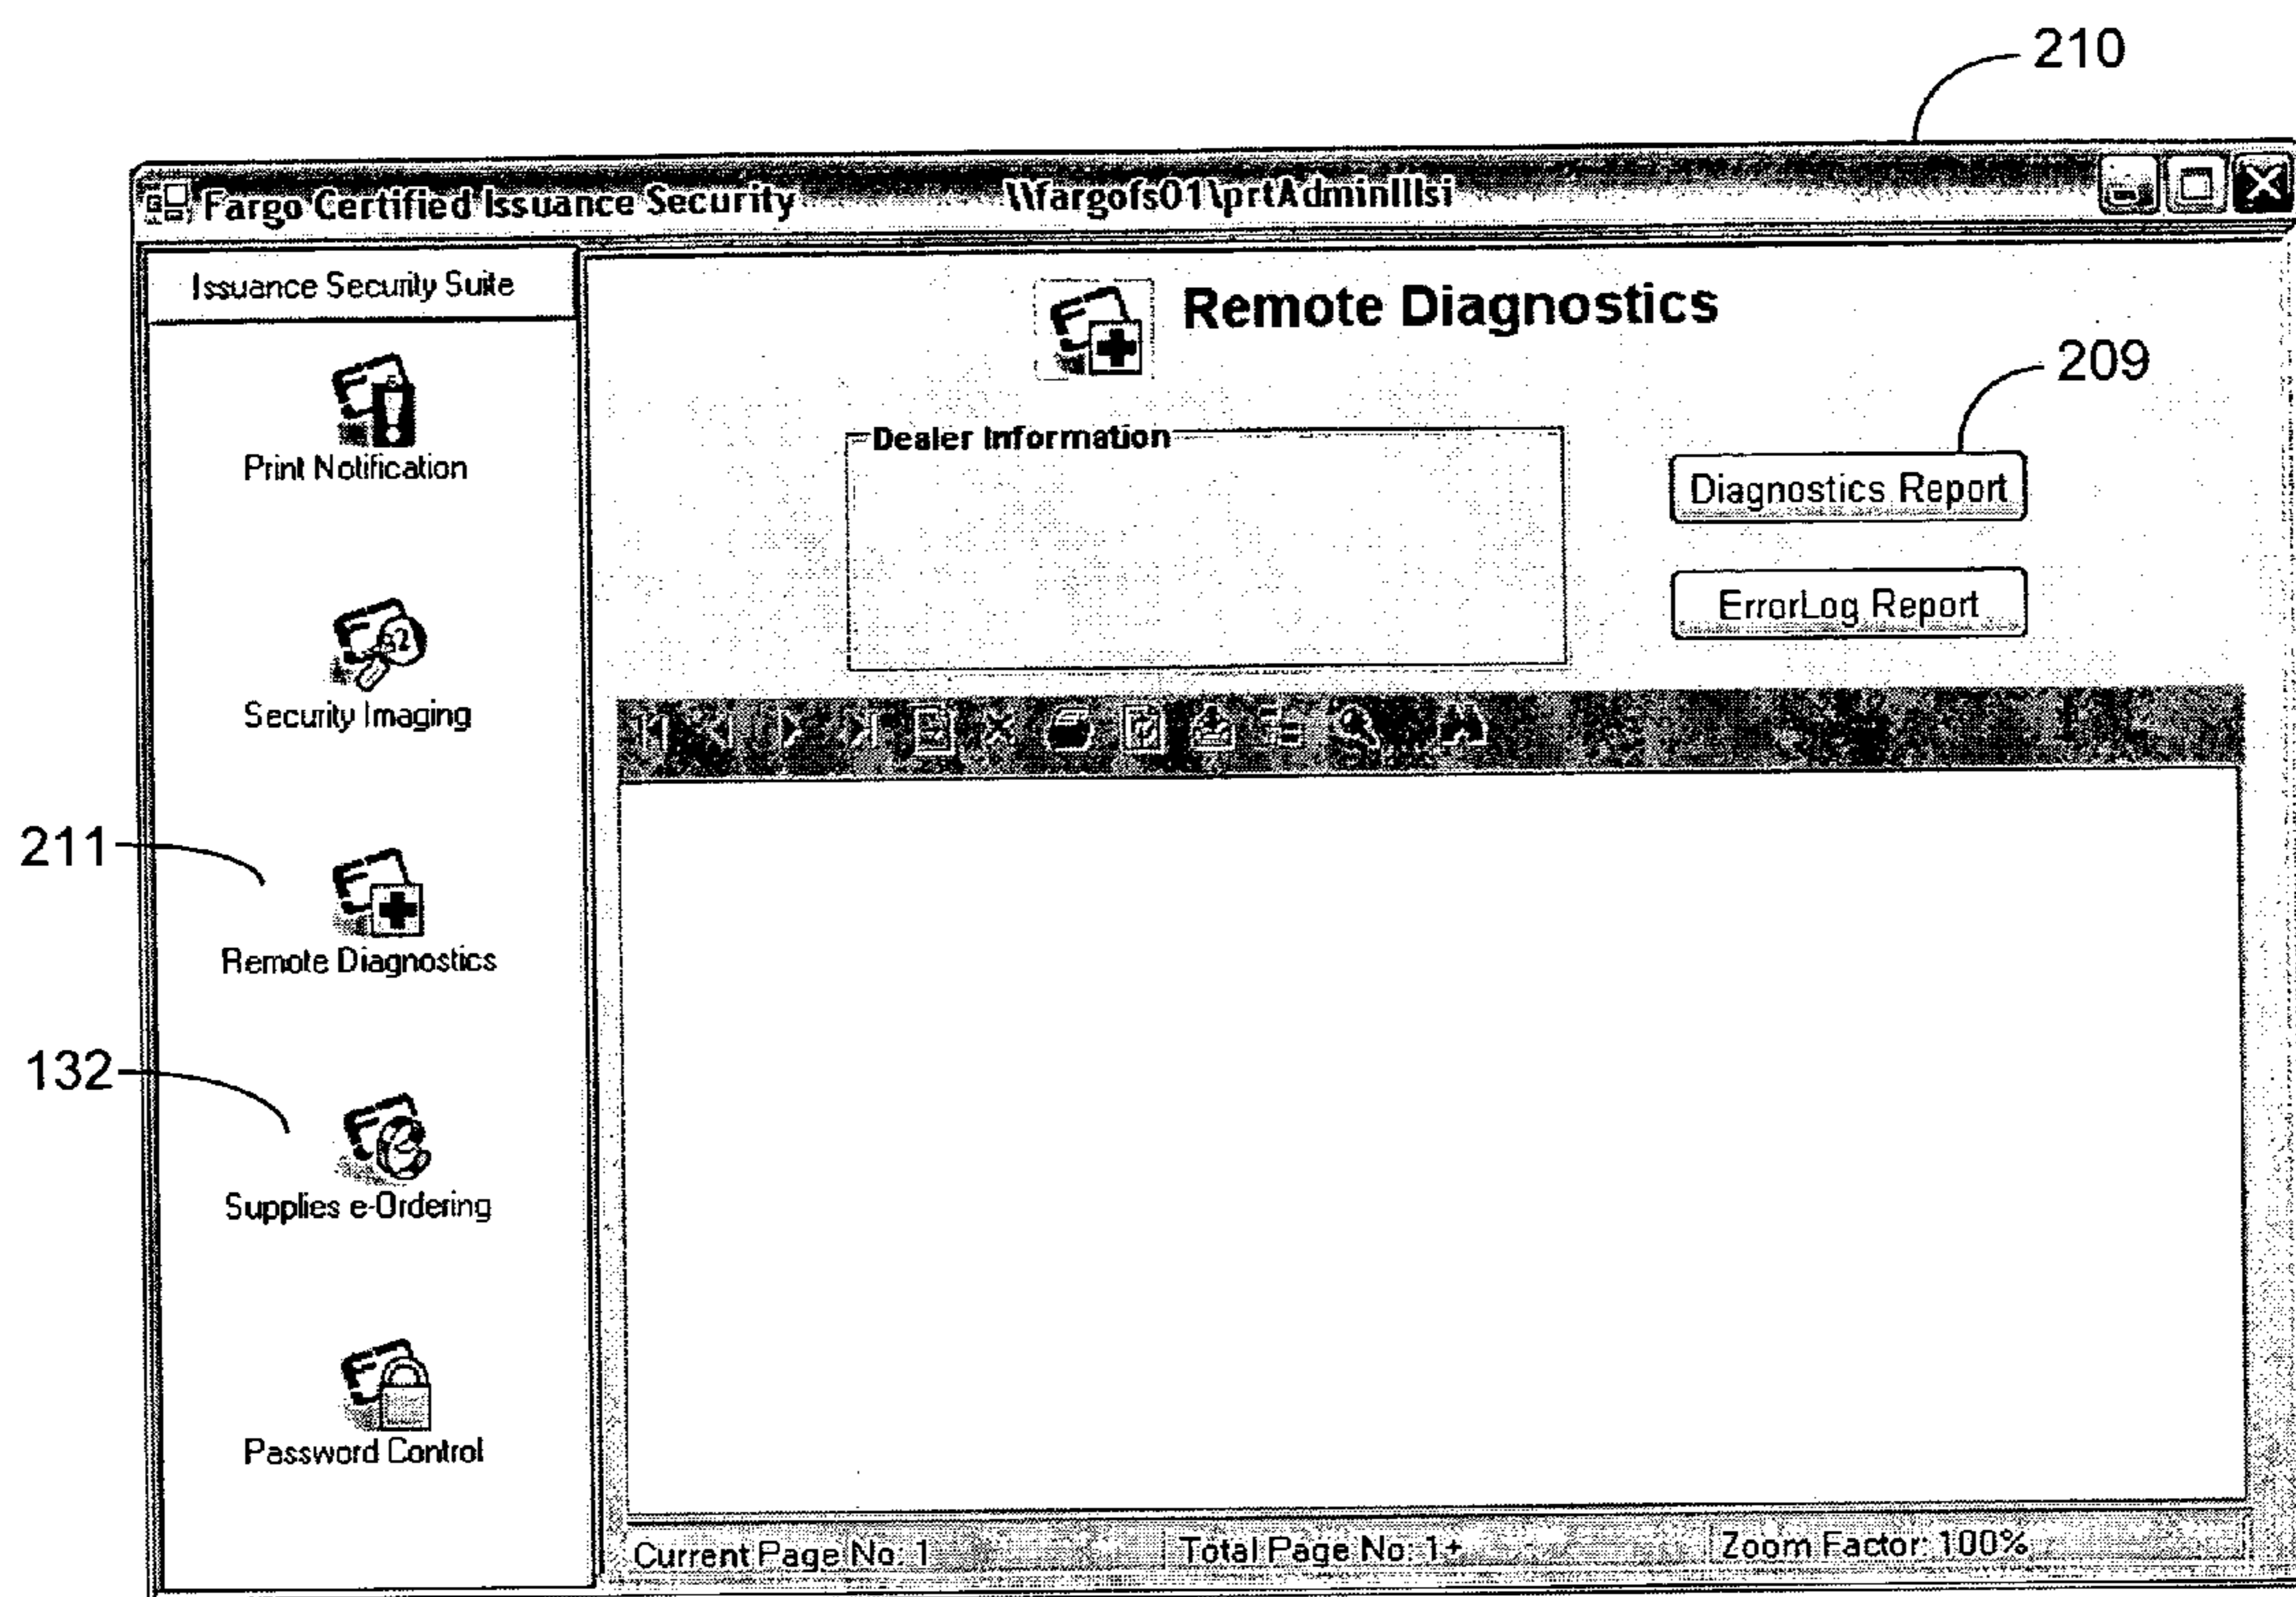 210
Fargo Certified Issuance Security \\fargofs01\prtAdminIIIsi
Issuance Security Suite
Remote Diagnostics
209
Dealer Information
Diagnostics Report
ErrorLog Report
Print Notification
Security Imaging
211
Remote Diagnostics
132
Supplies e-Ordering
Password Control
Current Page No: 1
Total Page No: 1+
Zoom Factor: 100%